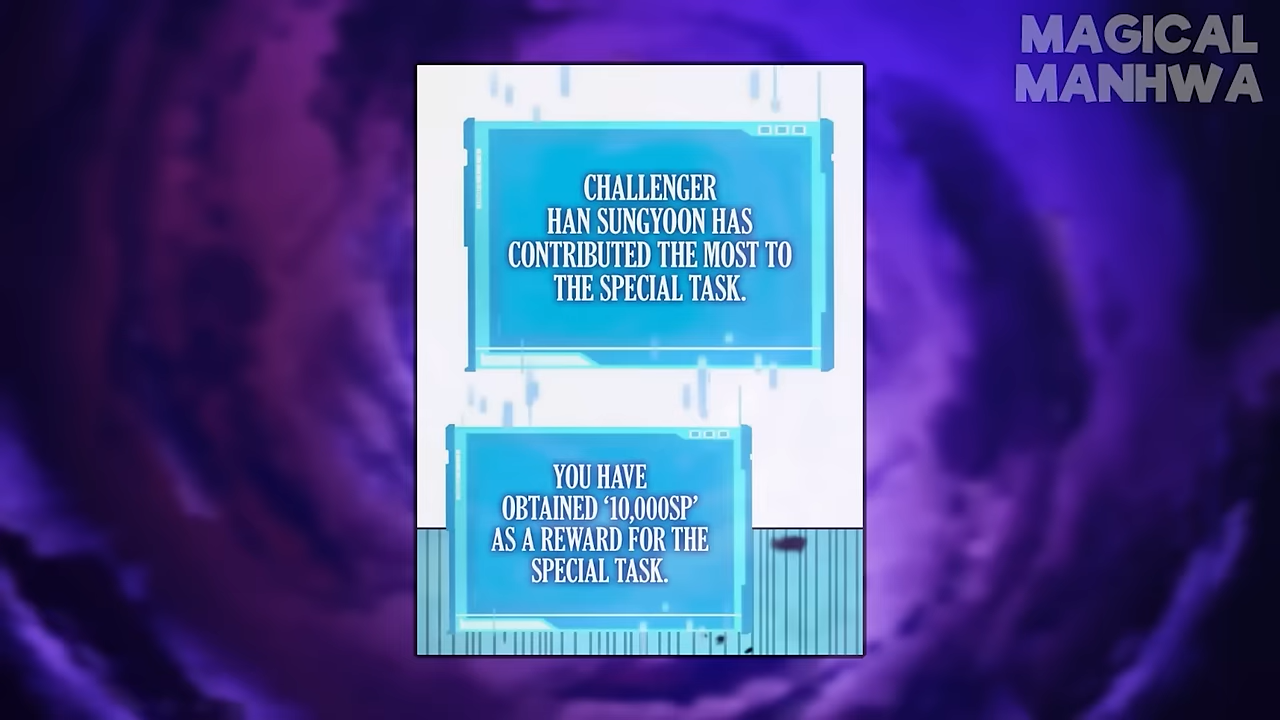 MAGICAL
MANHWA
CHALLENGER
HAN SUNGYOON HAS
CONTRIBUTED THE MOST TO
THE SPECIAL TASK.
YOU HAVE
OBTAINED ‘10,000SP’
AS A REWARD FOR THE
SPECIAL TASK.